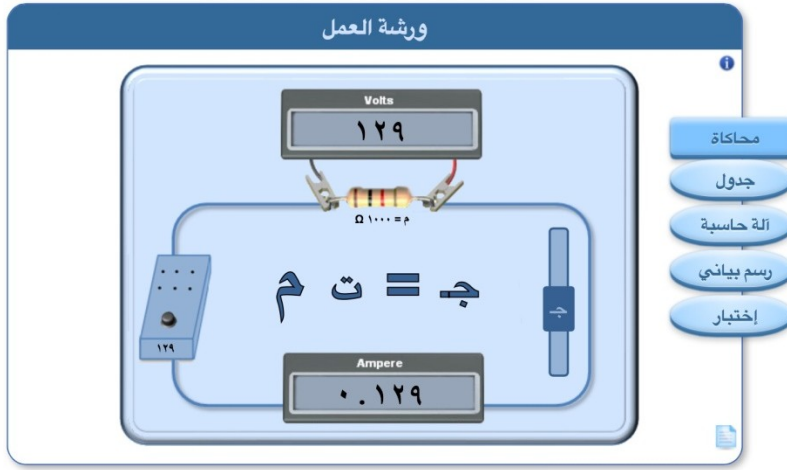 ورشة العمل
Volts
١٢٩
م = ١٠٠٠ Ω
جـ = ت م
جـ
١٢٩
Ampere
٠.١٢٩
محاكاة
جدول
آلة حاسبة
رسم بياني
إختبار
i